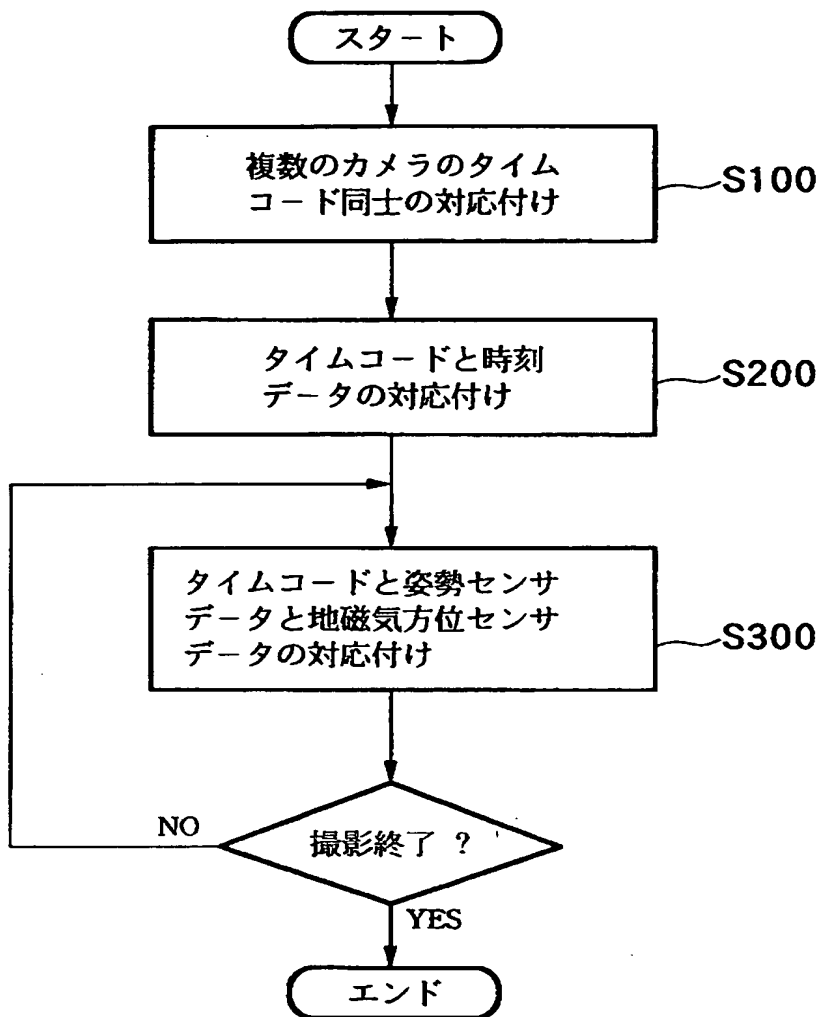 スタート
複数のカメラのタイム
コード同士の対応付け
S100
タイムコードと時刻
データの対応付け
S200
タイムコードと姿勢センサ
データと地磁気方位センサ
データの対応付け
S300
撮影終了 ?
NO
YES
エンド